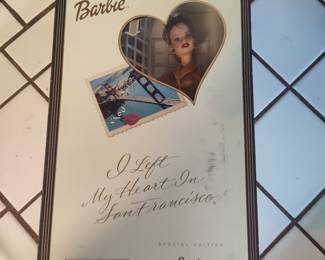 Barbie
I Left
My Heart In
San Francisco
SPECIAL EDITION